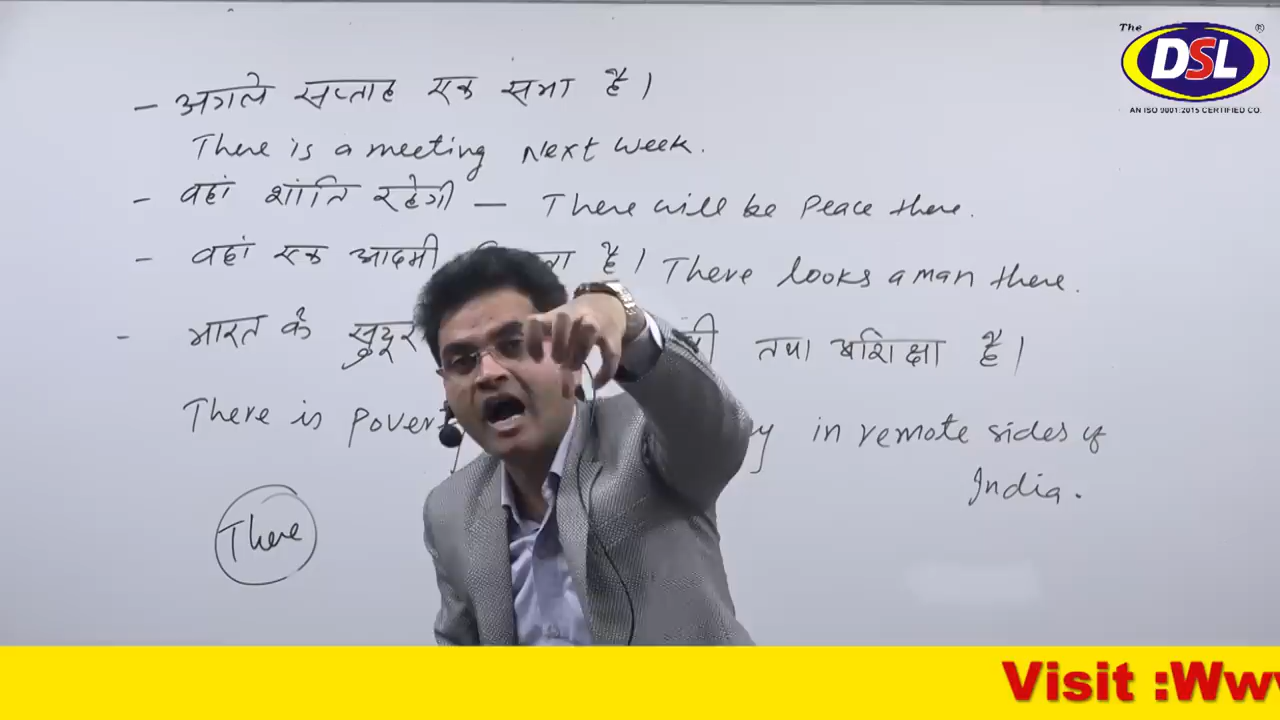 The ®
DSL
AN ISO 9001:2015 CERTIFIED CO.
– अगले सप्ताह एक सभा है।
There is a meeting Next week.
– वहां शांति रहेगी – There will be Peace there.
– वहां एक आदमी है। There looks a man there.
- भारत के सुदूर तथा अशिक्षा है।
There is in remote sides of
India.
There
Visit :Www